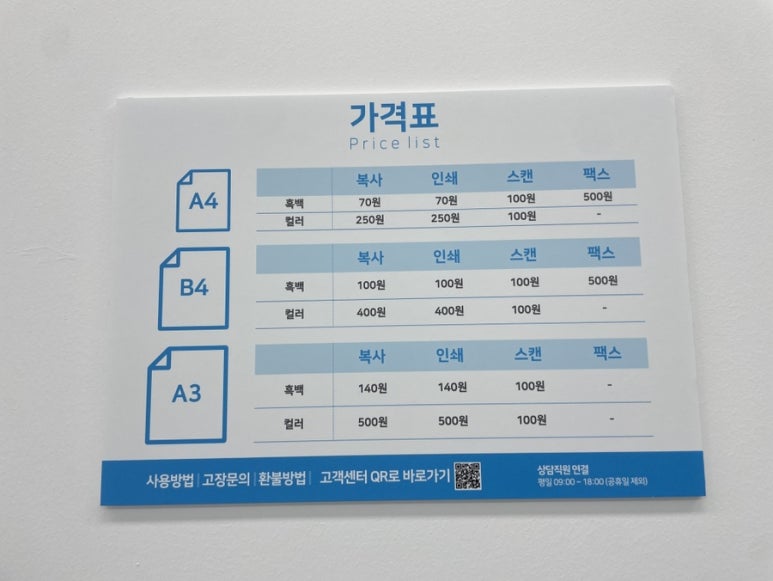 가격표
Price list
A4
복사 인쇄 스캔 팩스
흑백 70원 70원 100원 500원
컬러 250원 250원 100원 -
B4
복사 인쇄 스캔 팩스
흑백 100원 100원 100원 500원
컬러 400원 400원 100원 -
A3
복사 인쇄 스캔 팩스
흑백 140원 140원 100원 -
컬러 500원 500원 100원 -
사용방법 | 고장문의 | 환불방법 | 고객센터 QR로 바로가기
상담직원 연결
평일 09:00 ~ 18:00 (공휴일 제외)